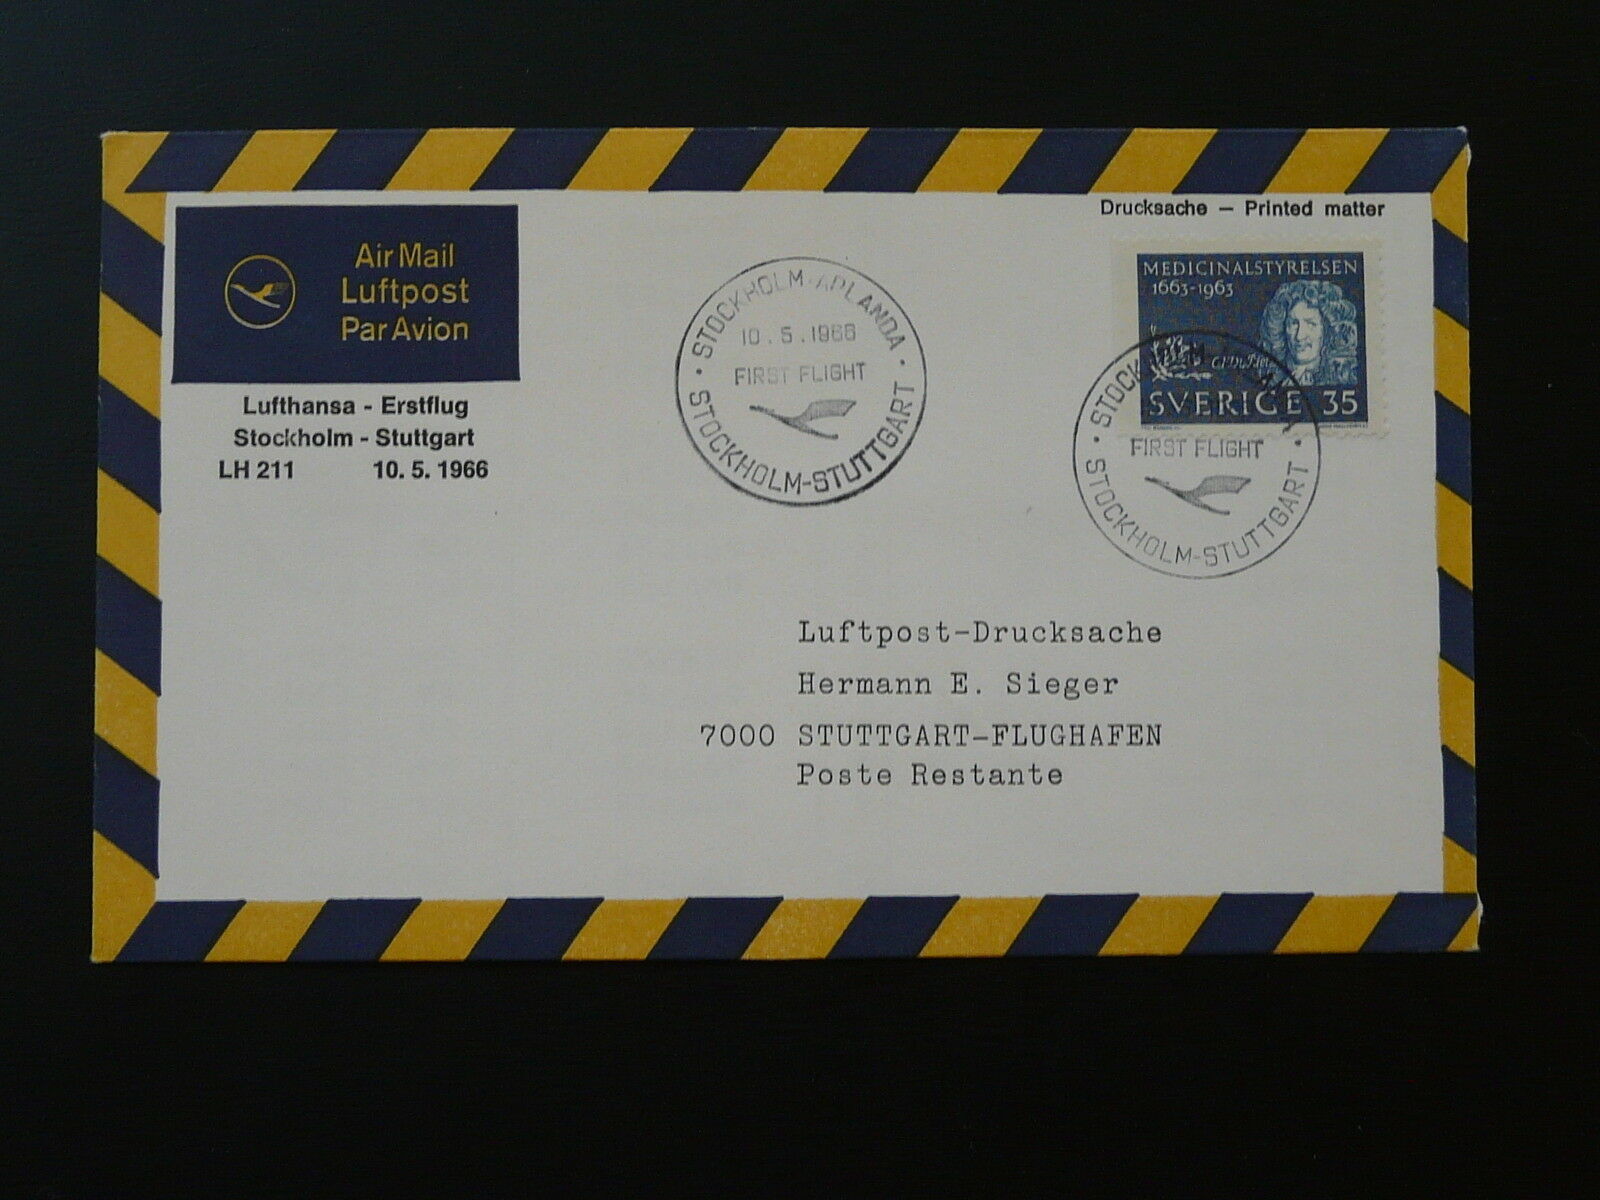 Drucksache – Printed matter
Air Mail
Luftpost
Par Avion
Lufthansa - Erstflug
Stockholm - Stuttgart
LH 211 10. 5. 1966
STOCKHOLM-ARLANDA
10.5.1966
FIRST FLIGHT
STOCKHOLM-STUTTGART
MEDICINALSTYRELSEN
1663-1963
SVERIGE 35
FIRST FLIGHT
STOCKHOLM-STUTTGART
Luftpost-Drucksache
Hermann E. Sieger
7000 STUTTGART-FLUGHAFEN
Poste Restante